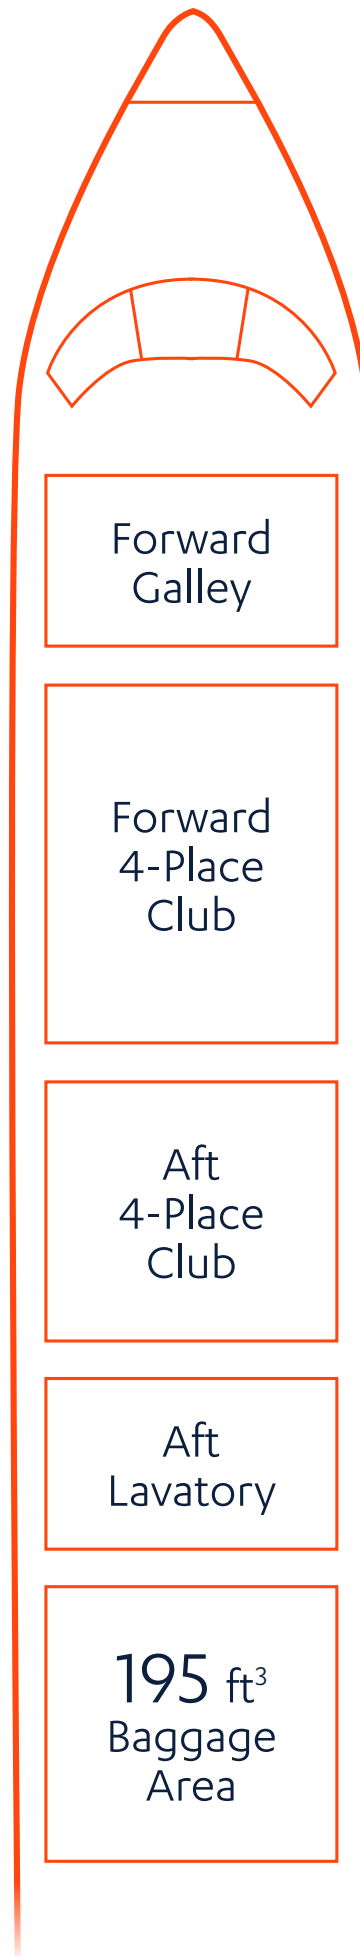 Forward
Galley
Forward
4-Place
Club
Aft
4-Place
Club
Aft
Lavatory
195 ft³
Baggage
Area